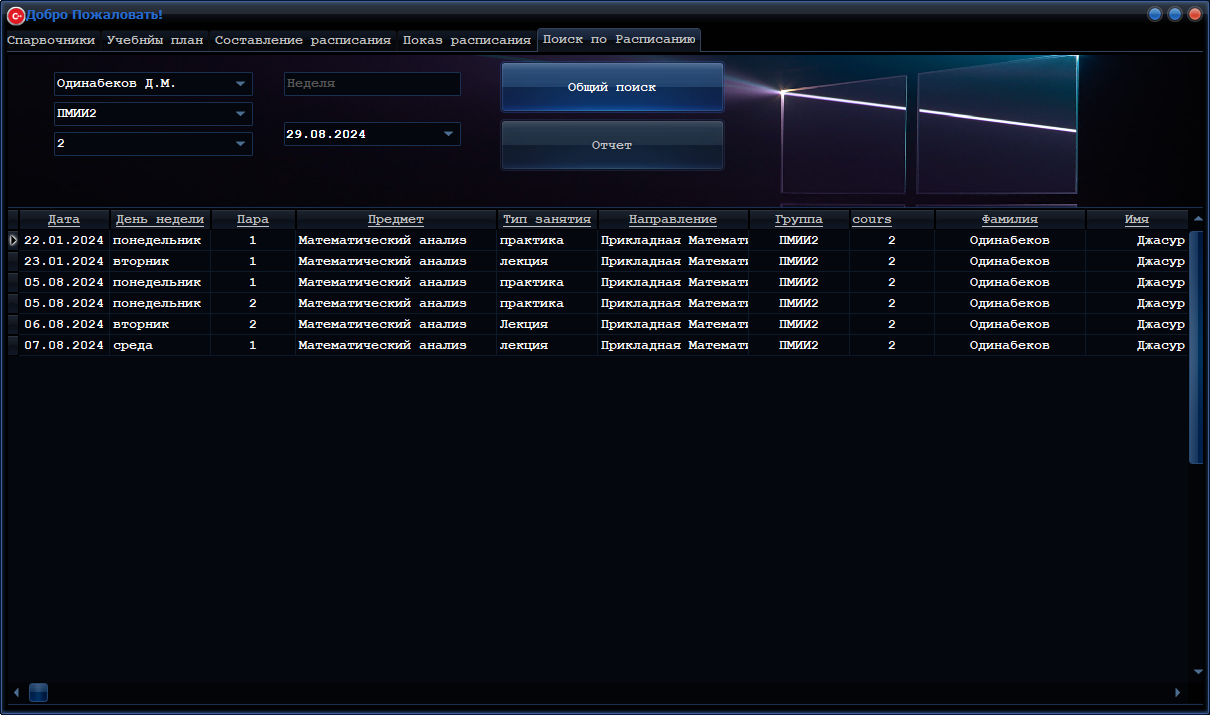 Добро Пожаловать!
Спарвочники Учебнйы план Составление расписания Показ расписания Поиск по Расписанию
Одинабеков Д.М. Неделя Общий поиск
ПМИИ2
29.08.2024
2 Отчет
Дата День недели Пара Предмет Тип занятия Направление Группа cours Фамилия Имя
22.01.2024 понедельник 1 Математический анализ практика Прикладная Математи ПМИИ2 2 Одинабеков Джасур
23.01.2024 вторник 1 Математический анализ лекция Прикладная Математи ПМИИ2 2 Одинабеков Джасур
05.08.2024 понедельник 1 Математический анализ практика Прикладная Математи ПМИИ2 2 Одинабеков Джасур
05.08.2024 понедельник 2 Математический анализ практика Прикладная Математи ПМИИ2 2 Одинабеков Джасур
06.08.2024 вторник 2 Математический анализ Лекция Прикладная Математи ПМИИ2 2 Одинабеков Джасур
07.08.2024 среда 1 Математический анализ лекция Прикладная Математи ПМИИ2 2 Одинабеков Джасур